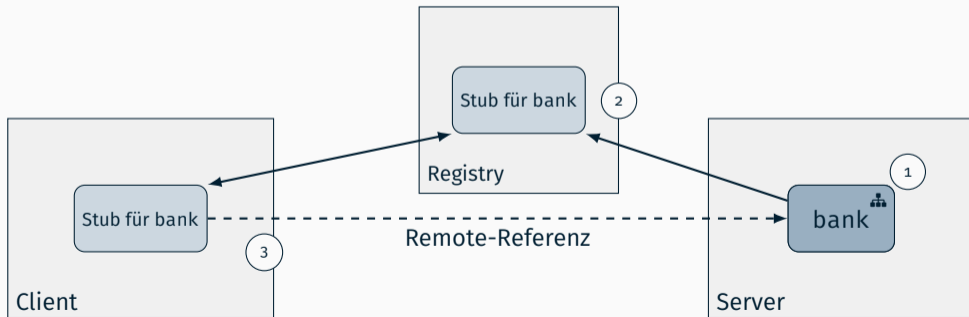 Stub für bank
2
Registry
1
Stub für bank
bank
Remote-Referenz
3
Client
Server